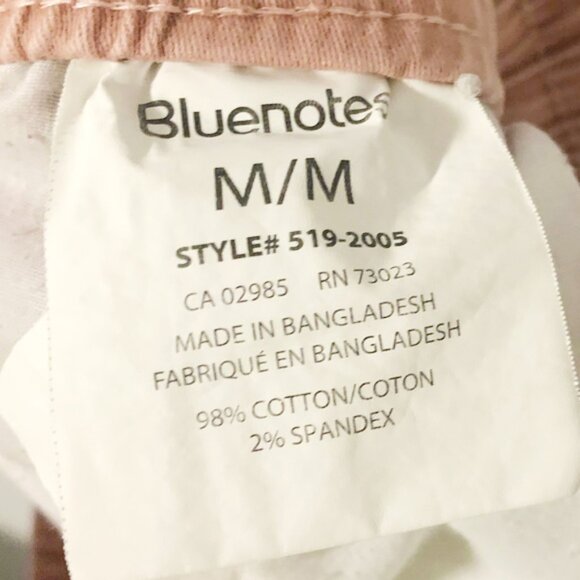 Bluenotes
M/M
STYLE# 519-2005
CA 02985 RN 73023
MADE IN BANGLADESH
FABRIQUÉ EN BANGLADESH
98% COTTON/COTON
2% SPANDEX